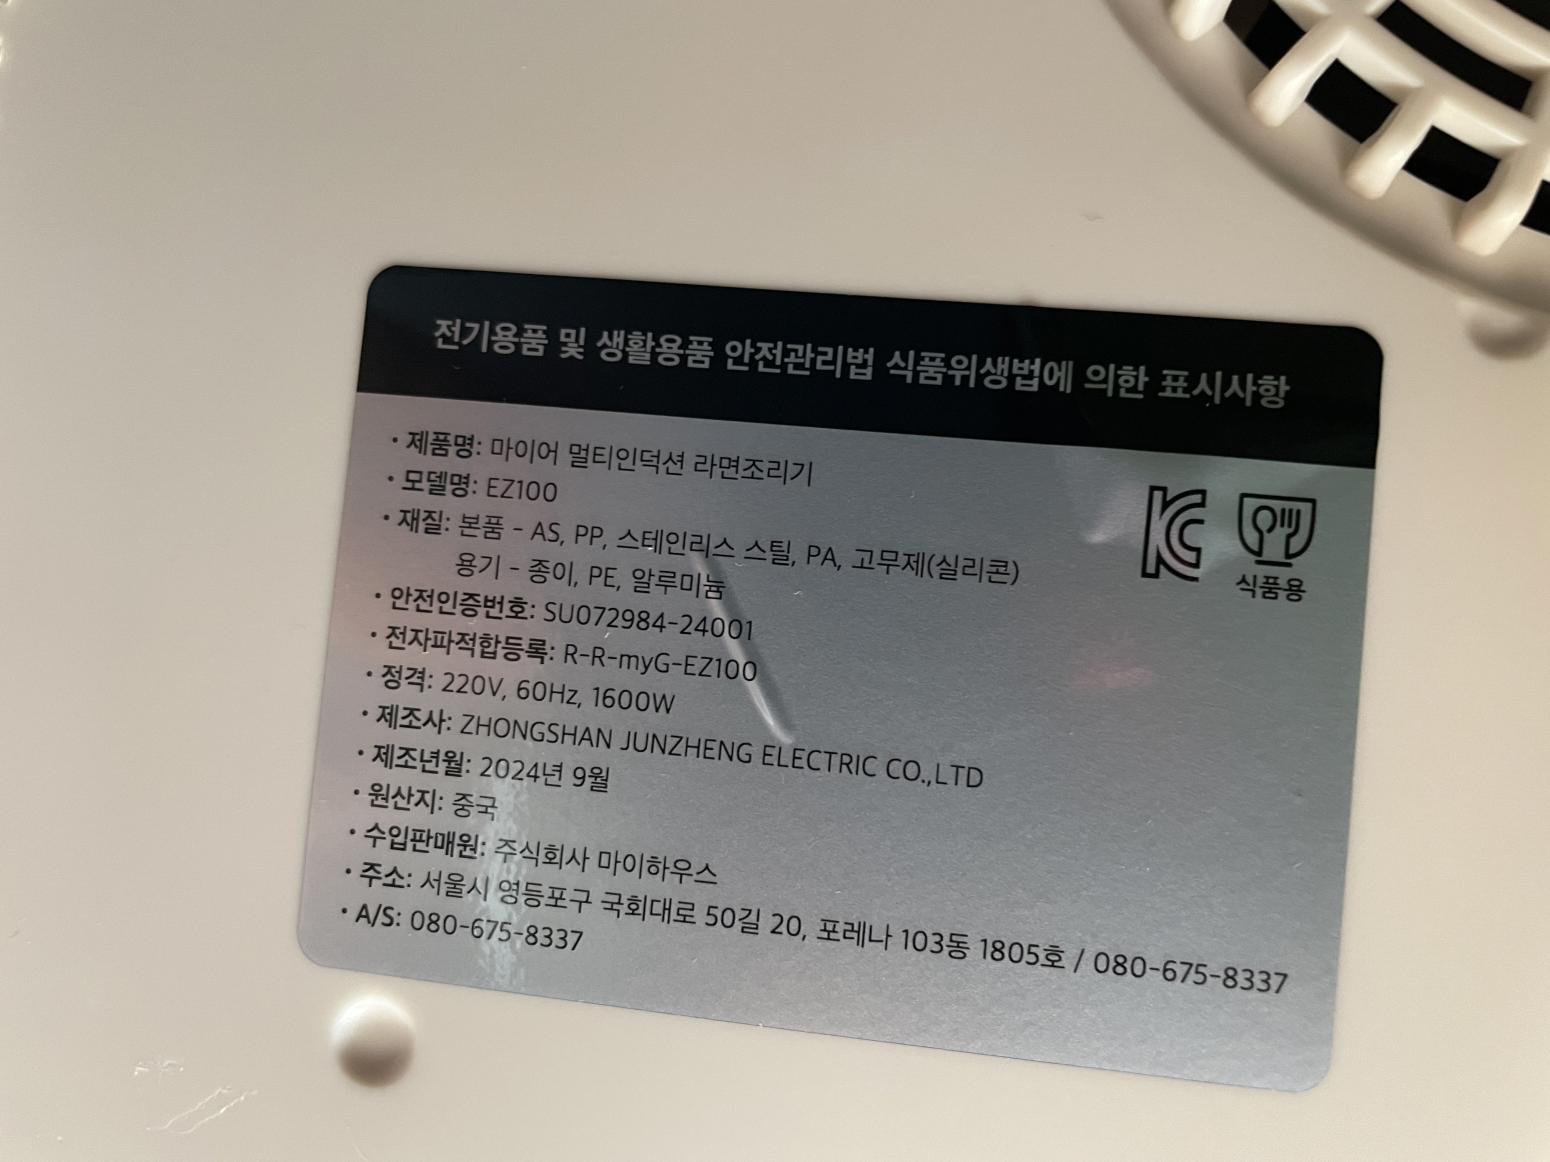 전기용품 및 생활용품 안전관리법 식품위생법에 의한 표시사항
• 제품명: 마이어 멀티인덕션 라면조리기
• 모델명: EZ100
• 재질: 본품 - AS, PP, 스테인리스 스틸, PA, 고무제(실리콘)
용기 - 종이, PE, 알루미늄
• 안전인증번호: SU072984-24001
• 전자파적합등록: R-R-myG-EZ100
• 정격: 220V, 60Hz, 1600W
• 제조사: ZHONGSHAN JUNZHENG ELECTRIC CO.,LTD
• 제조년월: 2024년 9월
• 원산지: 중국
• 수입판매원: 주식회사 마이하우스
• 주소: 서울시 영등포구 국회대로 50길 20, 포레나 103동 1805호 / 080-675-8337
• A/S: 080-675-8337
KC
식품용